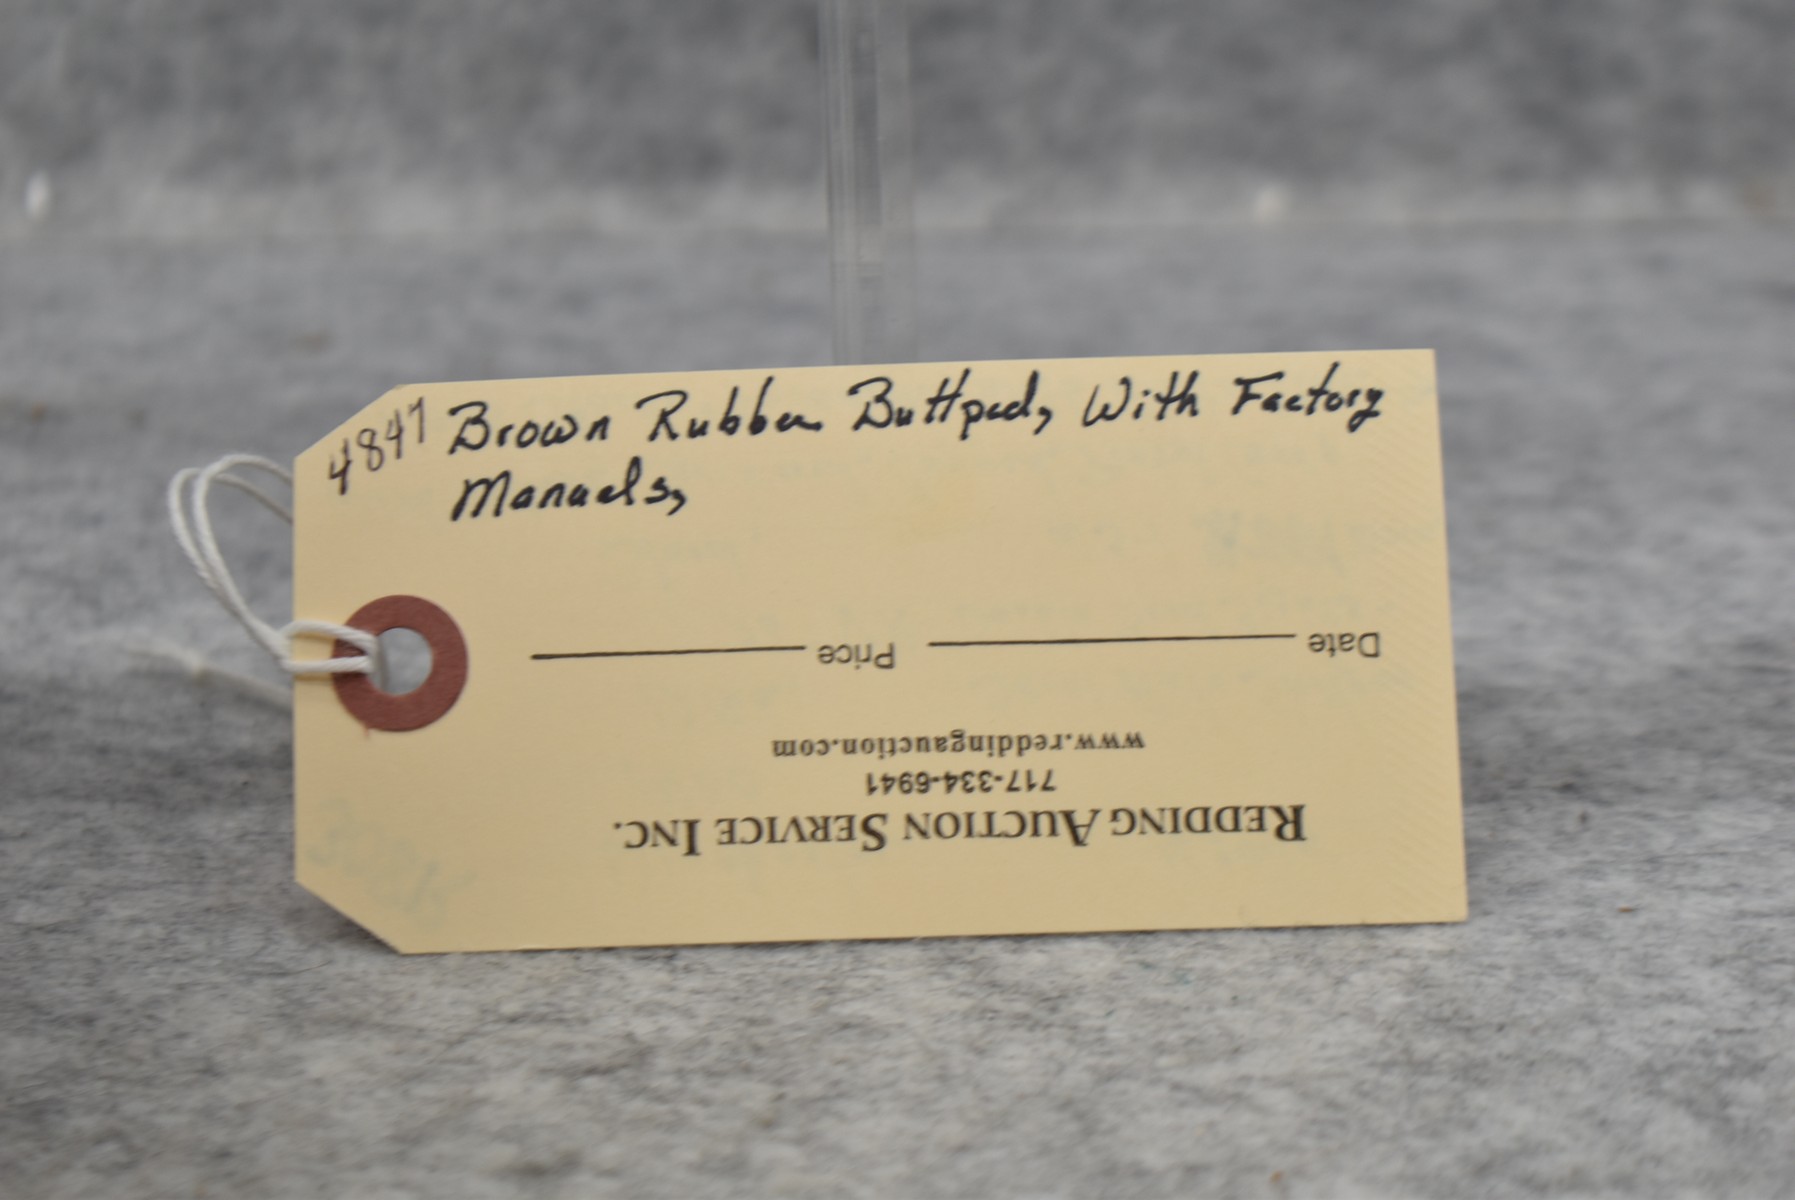 4847
Brown Rubber Buttpad, With Factory
Manuals,
Date Price
www.reddingauction.com
717-334-6941
REDDING AUCTION SERVICE INC.